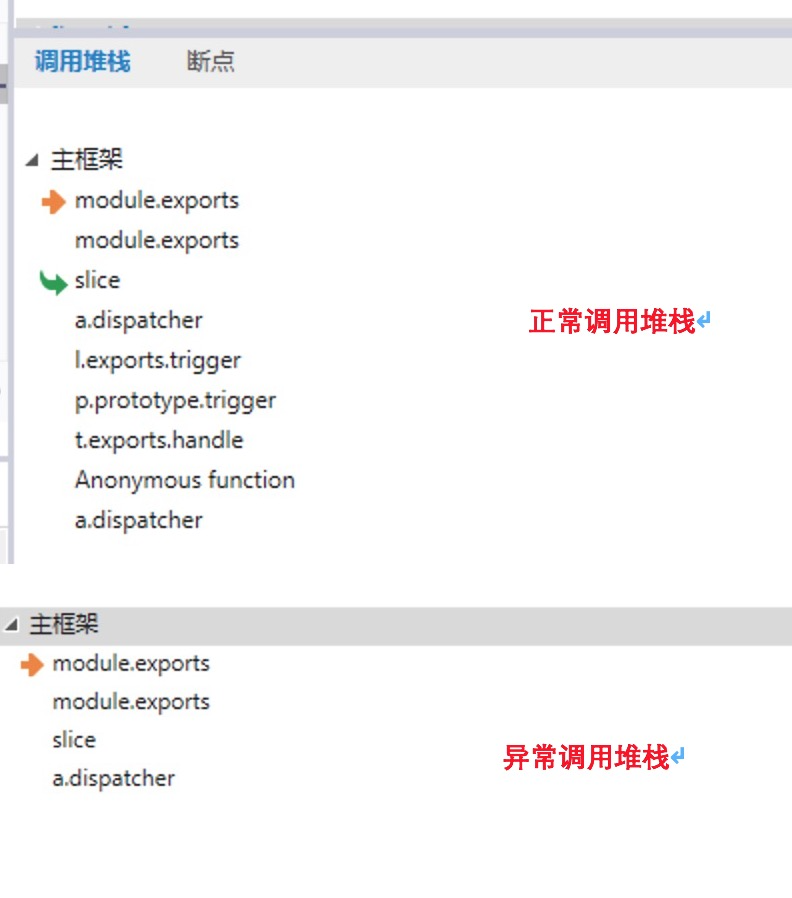 调用堆栈 断点
主框架
module.exports
module.exports
slice
a.dispatcher
正常调用堆栈↵
l.exports.trigger
p.prototype.trigger
t.exports.handle
Anonymous function
a.dispatcher
主框架
module.exports
module.exports
slice
异常调用堆栈↵
a.dispatcher